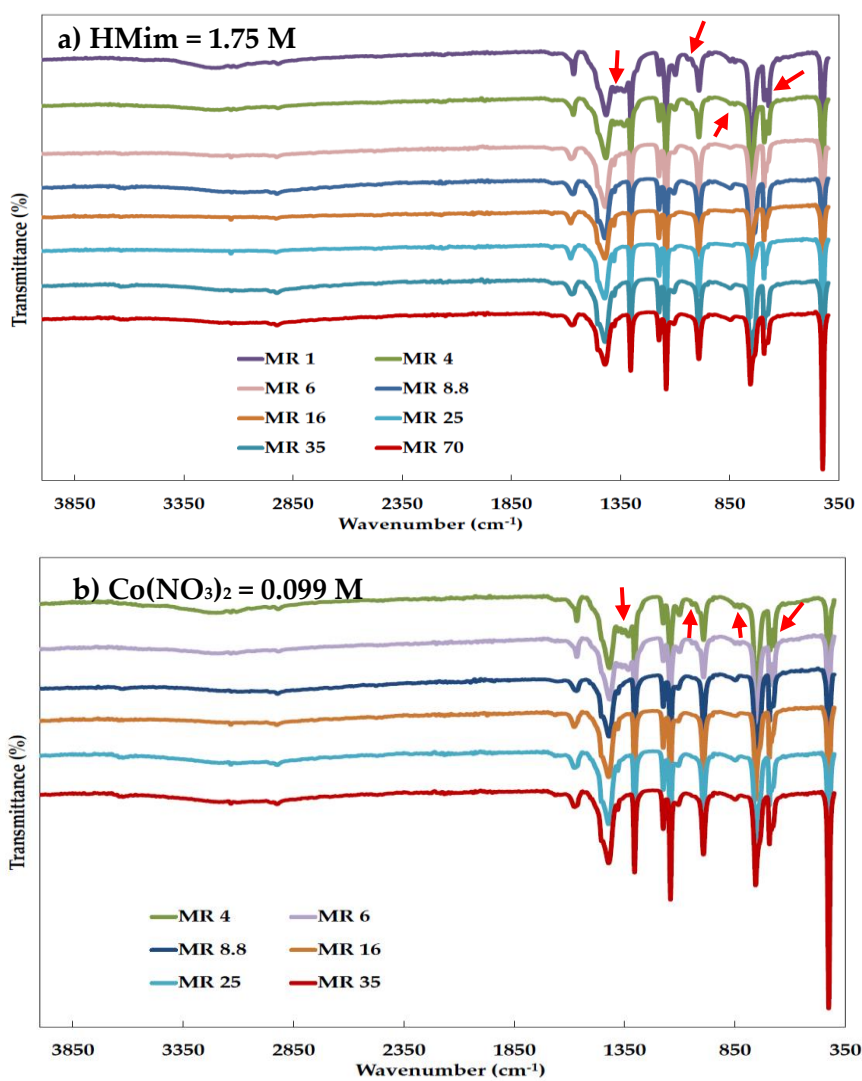 a) HMim = 1.75 M
Transmittance (%)
MR 1 MR 4
MR 6 MR 8.8
MR 16 MR 25
MR 35 MR 70
3850 3350 2850 2350 1850 1350 850 350
Wavenumber (cm⁻¹)
b) Co(NO₃)₂ = 0.099 M
Transmittance (%)
MR 4 MR 6
MR 8.8 MR 16
MR 25 MR 35
3850 3350 2850 2350 1850 1350 850 350
Wavenumber (cm⁻¹)